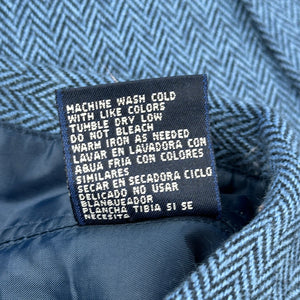 MACHINE WASH COLD
WITH LIKE COLORS
TUMBLE DRY LOW
DO NOT BLEACH
WARM IRON AS NEEDED
LAVAR EN LAVADORA CON
AGUA FRIA CON COLORES
SIMILARES
SECAR EN SECADORA CICLO
DELICADO NO USAR
BLANQUEADOR
PLANCHA TIBIA SI SE
NECESITA